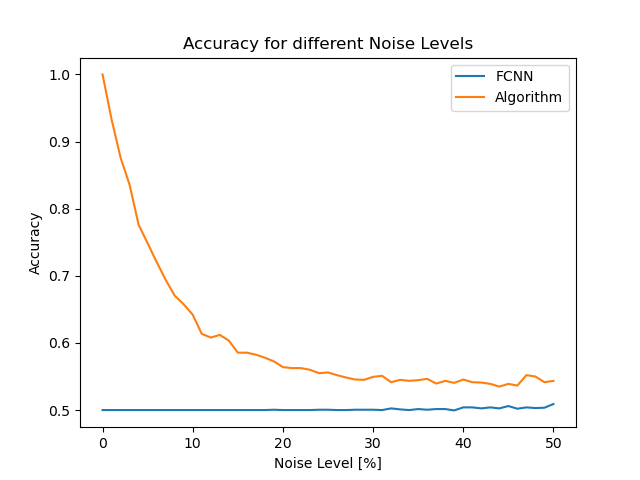 Accuracy for different Noise Levels
FCNN
Algorithm
1.0
0.9
0.8
0.7
0.6
0.5
Accuracy
0 10 20 30 40 50
Noise Level [%]